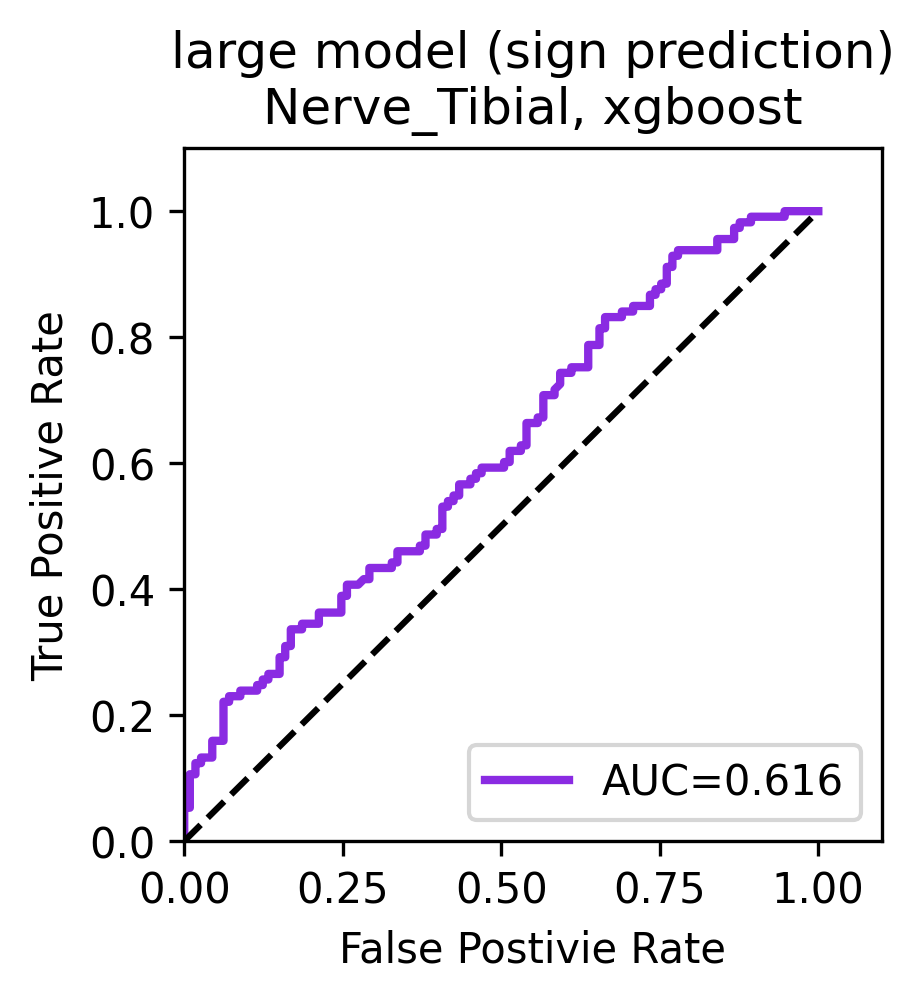 large model (sign prediction)
Nerve_Tibial, xgboost
1.0
0.8
0.6
0.4
0.2
0.0
True Positive Rate
AUC=0.616
0.00 0.25 0.50 0.75 1.00
False Postivie Rate